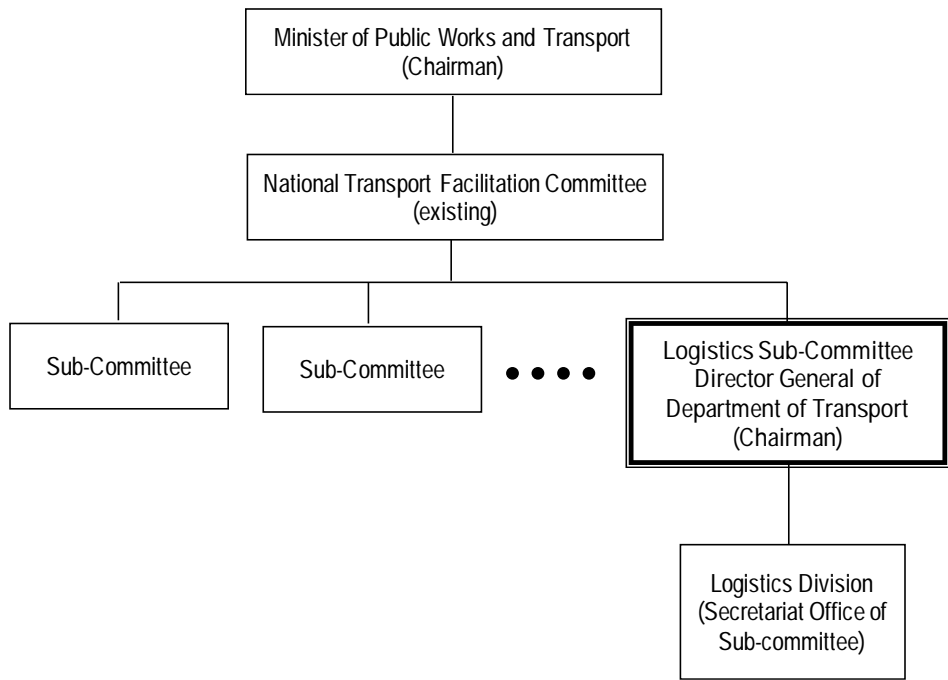 Minister of Public Works and Transport
(Chairman)
National Transport Facilitation Committee
(existing)
Sub-Committee
Sub-Committee
Logistics Sub-Committee
Director General of
Department of Transport
(Chairman)
Logistics Division
(Secretariat Office of
Sub-committee)